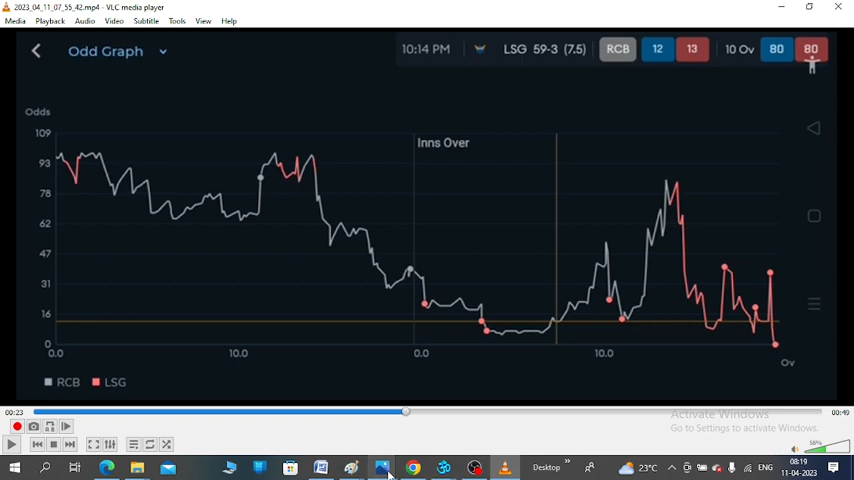 2023_04_11_07_55_42.mp4 - VLC media player
Media Playback Audio Video Subtitle Tools View Help
Odd Graph
10:14 PM LSG 59-3 (7.5) RCB 12 13 10 Ov 80 80
Odds
109
Inns Over
93
78
62
47
31
16
0
0.0 10.0 0.0 10.0
Ov
RCB LSG
00:23 00:49
Activate Windows
Go to Settings to activate Windows.
58%
Desktop » 23°C ENG 08:19
11-04-2023